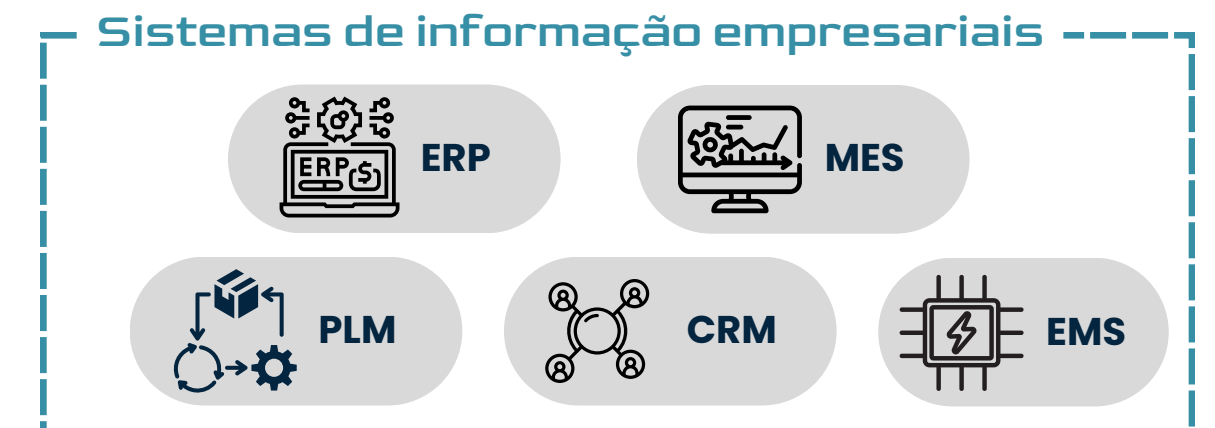 Sistemas de informação empresariais
ERP
ERP
$
MES
PLM
CRM
EMS